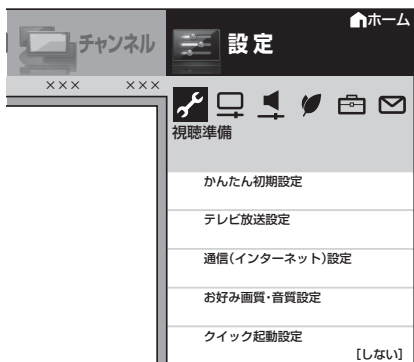 ホーム
チャンネル
設定
××× ×××
視聴準備
かんたん初期設定
テレビ放送設定
通信(インターネット)設定
お好み画質・音質設定
クイック起動設定
[しない]